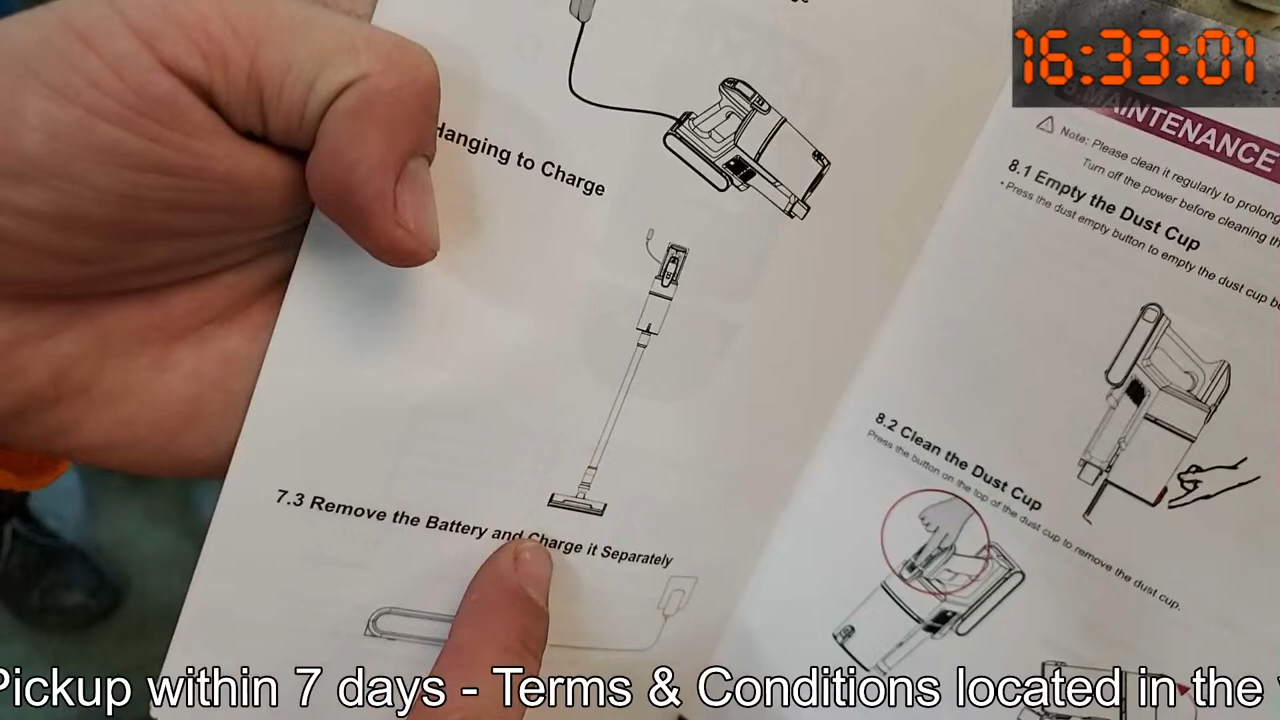 16:33:01
Hanging to Charge
7.3 Remove the Battery and Charge it Separately
MAINTENANCE
Note: Please clean it regularly to prolong
Turn off the power before cleaning
8.1 Empty the Dust Cup
• Press the dust empty button to empty the dust cup
8.2 Clean the Dust Cup
Press the button on the top of the dust cup to remove the dust cup.
Pickup within 7 days - Terms & Conditions located in the